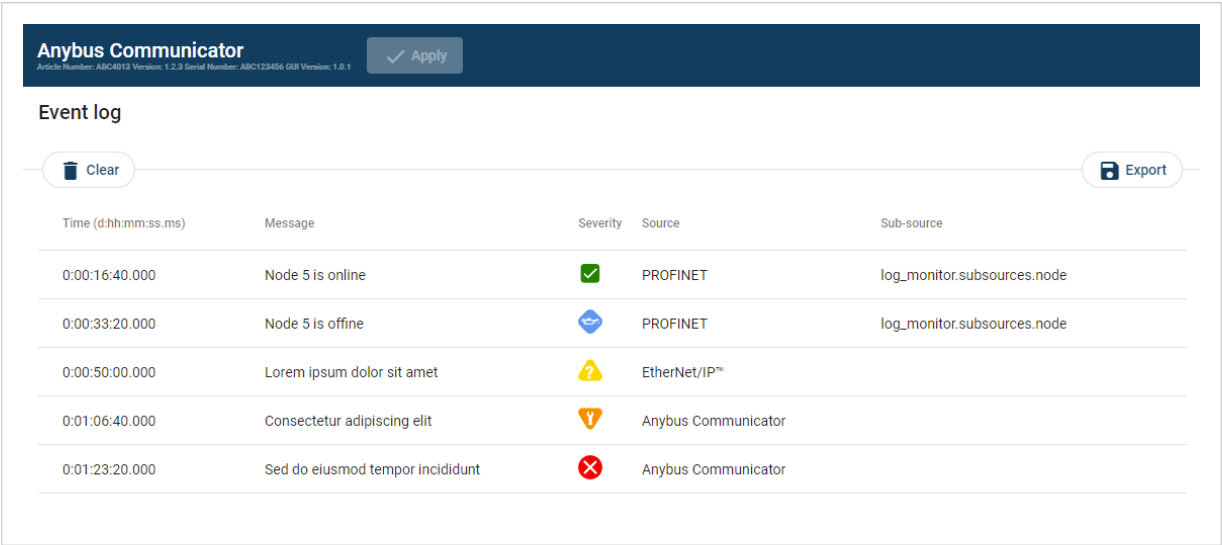 Anybus Communicator
Article Number: ABC4013 Version: 1.2.3 Serial Number: ABC123456 GUI Version: 1.0.1
Apply
Event log
Clear
Export
Time (d:hh:mm:ss.ms) Message Severity Source Sub-source
0:00:16:40.000 Node 5 is online PROFINET log_monitor.subsources.node
0:00:33:20.000 Node 5 is offine PROFINET log_monitor.subsources.node
0:00:50:00.000 Lorem ipsum dolor sit amet ? EtherNet/IP™
0:01:06:40.000 Consectetur adipiscing elit Anybus Communicator
0:01:23:20.000 Sed do eiusmod tempor incididunt Anybus Communicator